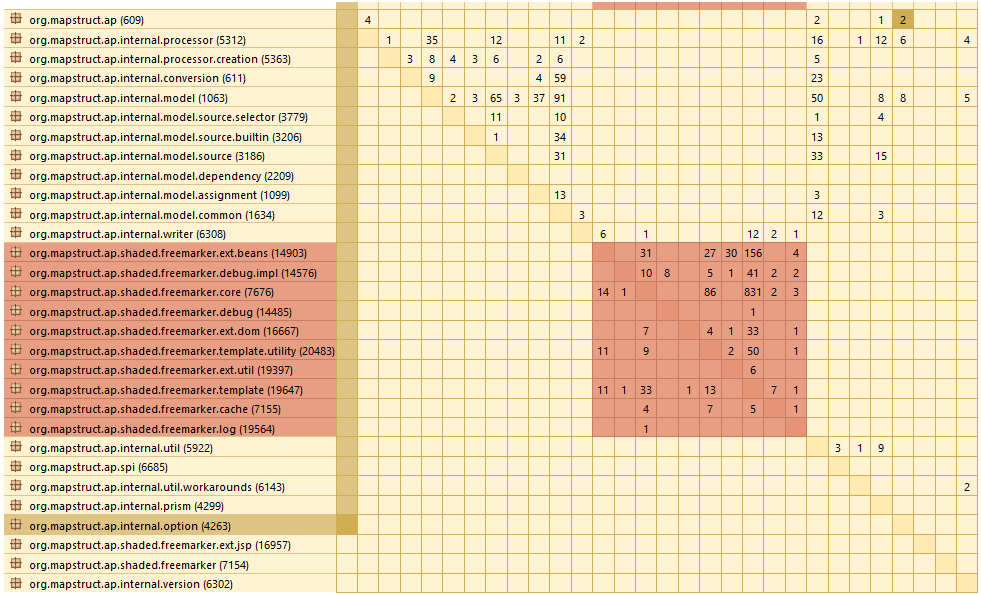 org.mapstruct.ap (609) 4 2 1 2
org.mapstruct.ap.internal.processor (5312) 1 35 12 11 2 16 1 12 6 4
org.mapstruct.ap.internal.processor.creation (5363) 3 8 4 3 6 2 6 5
org.mapstruct.ap.internal.conversion (611) 9 4 59 23
org.mapstruct.ap.internal.model (1063) 2 3 65 3 37 91 50 8 8 5
org.mapstruct.ap.internal.model.source.selector (3779) 11 10 1 4
org.mapstruct.ap.internal.model.source.builtin (3206) 1 34 13
org.mapstruct.ap.internal.model.source (3186) 31 33 15
org.mapstruct.ap.internal.model.dependency (2209)
org.mapstruct.ap.internal.model.assignment (1099) 13 3
org.mapstruct.ap.internal.model.common (1634) 3 12 3
org.mapstruct.ap.internal.writer (6308) 6 1 12 2 1
org.mapstruct.ap.shaded.freemarker.ext.beans (14903) 31 27 30 156 4
org.mapstruct.ap.shaded.freemarker.debug.impl (14576) 10 8 5 1 41 2 2
org.mapstruct.ap.shaded.freemarker.core (7676) 14 1 86 831 2 3
org.mapstruct.ap.shaded.freemarker.debug (14485) 1
org.mapstruct.ap.shaded.freemarker.ext.dom (16667) 7 4 1 33 1
org.mapstruct.ap.shaded.freemarker.template.utility (20483) 11 9 2 50 1
org.mapstruct.ap.shaded.freemarker.ext.util (19397) 6
org.mapstruct.ap.shaded.freemarker.template (19647) 11 1 33 1 13 7 1
org.mapstruct.ap.shaded.freemarker.cache (7155) 4 7 5 1
org.mapstruct.ap.shaded.freemarker.log (19564) 1
org.mapstruct.ap.internal.util (5922) 3 1 9
org.mapstruct.ap.spi (6685)
org.mapstruct.ap.internal.util.workarounds (6143) 2
org.mapstruct.ap.internal.prism (4299)
org.mapstruct.ap.internal.option (4263)
org.mapstruct.ap.shaded.freemarker.ext.jsp (16957)
org.mapstruct.ap.shaded.freemarker (7154)
org.mapstruct.ap.internal.version (6302)